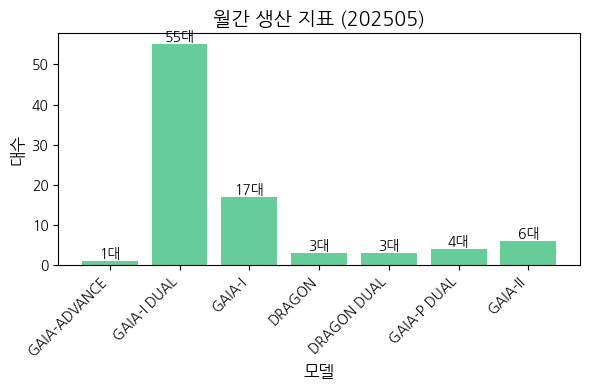 월간 생산 지표 (202505)
대수
50
40
30
20
10
0
1대
55대
17대
3대
3대
4대
6대
GAIA-ADVANCE
GAIA-I DUAL
GAIA-I
DRAGON
DRAGON DUAL
GAIA-P DUAL
GAIA-II
모델